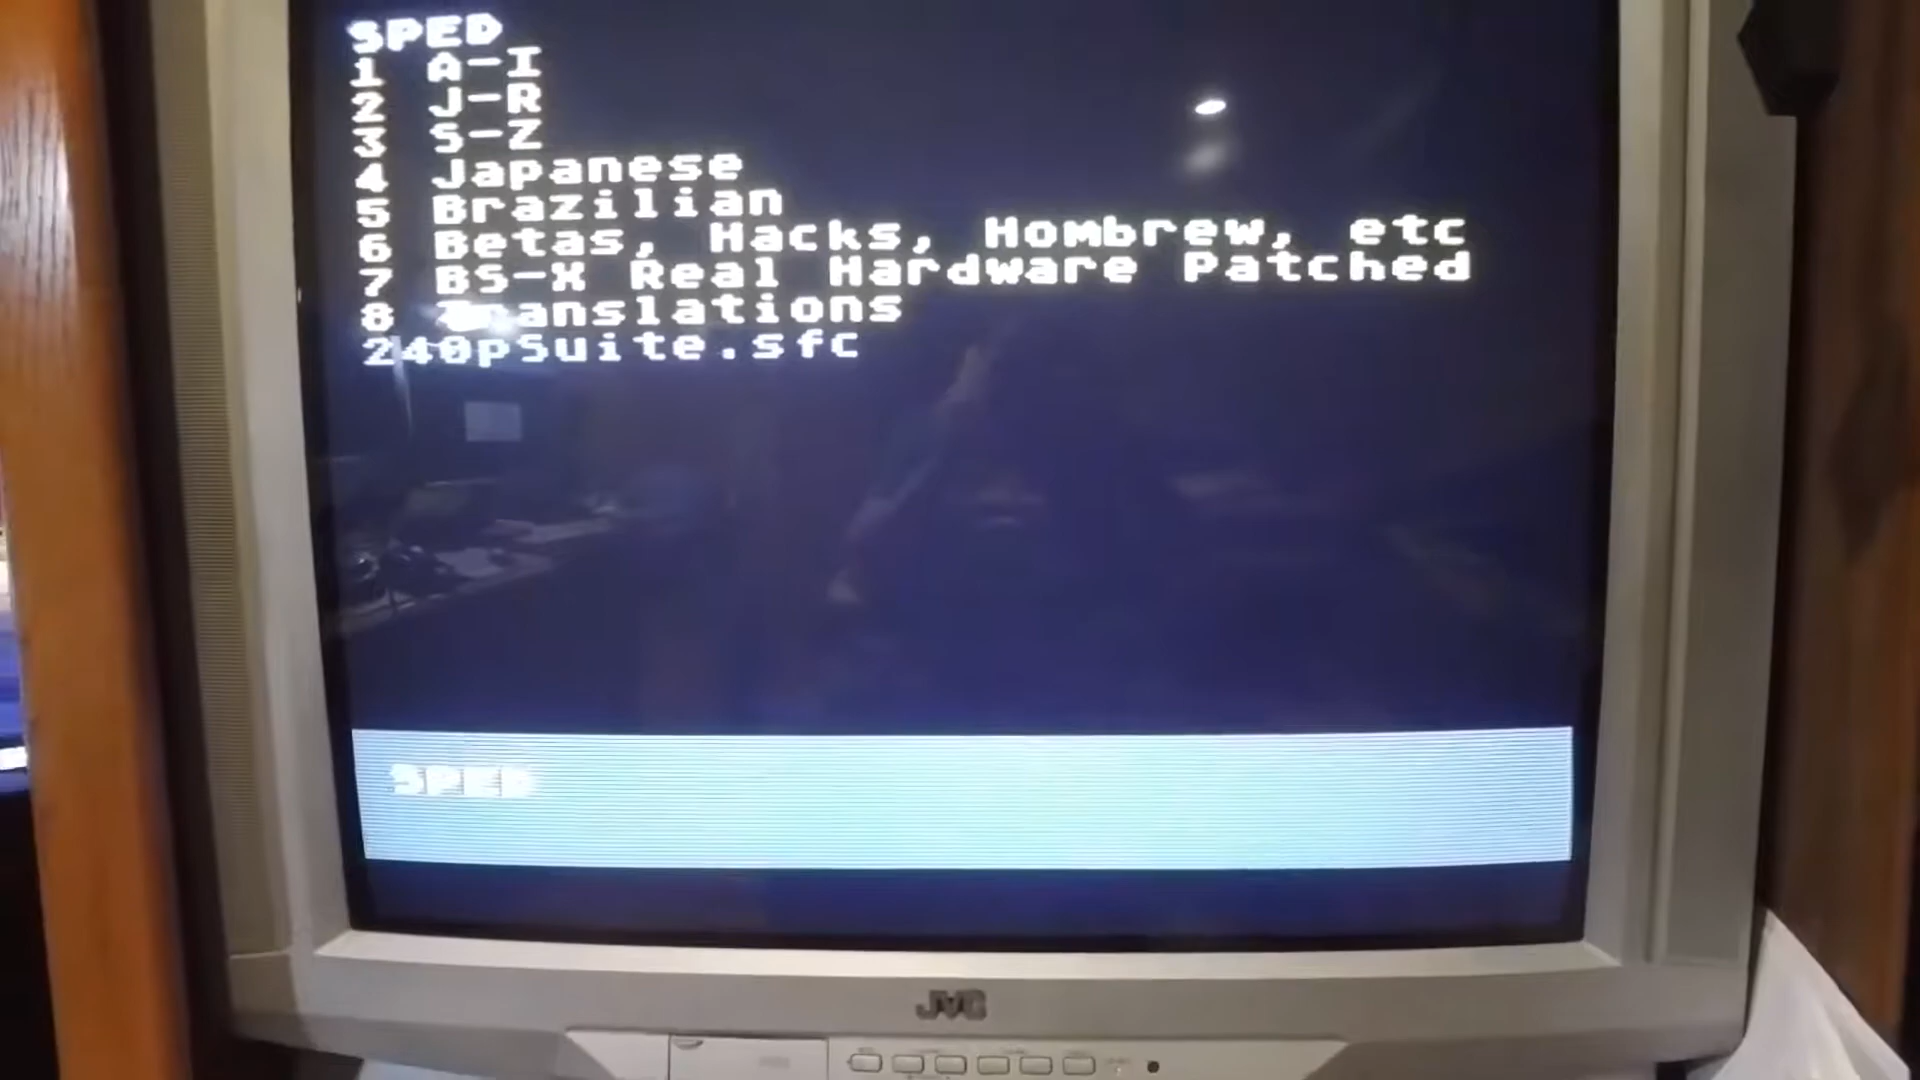 SPED
1 A-I
2 J-R
3 S-Z
4 Japanese
5 Brazilian
6 Betas, Hacks, Hombrew, etc
7 BS-X Real Hardware Patched
8 Translations
240pSuite.sfc
SPED
JVC